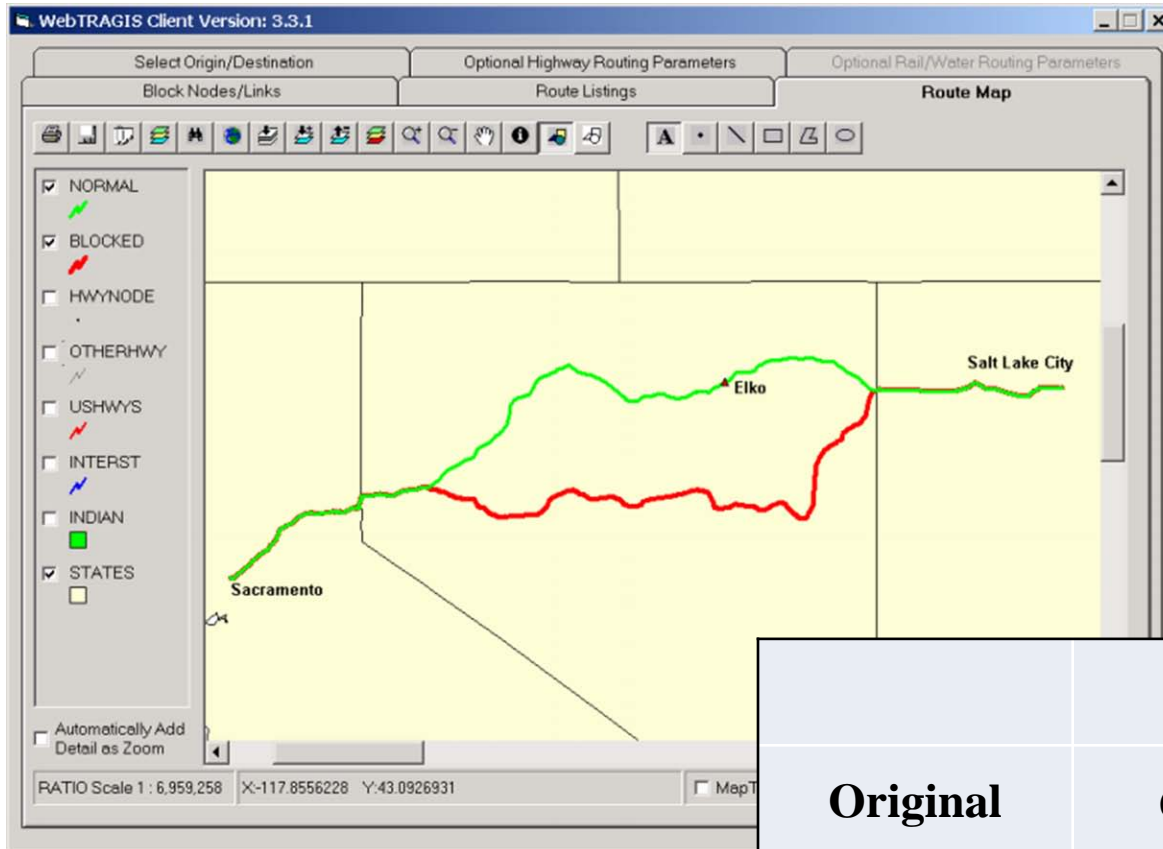 WebTRAGIS Client Version: 3.3.1
Select Origin/Destination
Optional Highway Routing Parameters
Optional Rail/Water Routing Parameters
Block Nodes/Links
Route Listings
Route Map
A
NORMAL
BLOCKED
HWYNODE
OTHERHWY
USHWYS
INTERST
INDIAN
STATES
Salt Lake City
Elko
Sacramento
Automatically Add
Detail as Zoom
RATIO Scale 1 : 6,959,258
X:-117.8556228 Y:43.0926931
Original